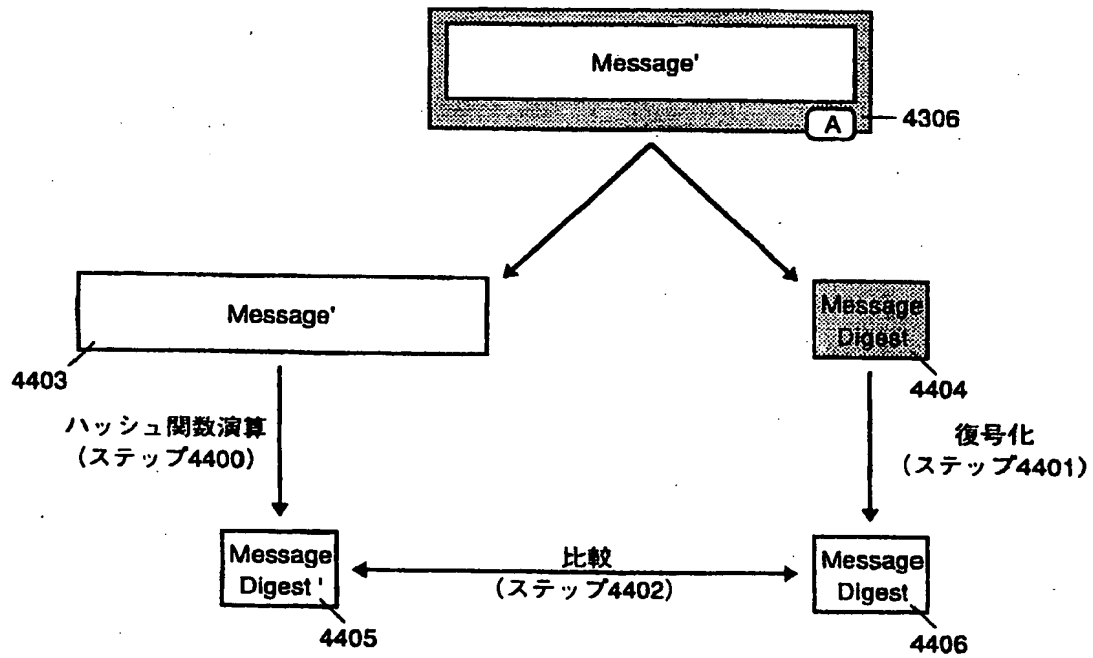 Message'
A
4306
Message'
4403
Message
Digest
4404
ハッシュ関数演算
(ステップ4400)
復号化
(ステップ4401)
Message
Digest '
4405
比較
(ステップ4402)
Message
Digest
4406